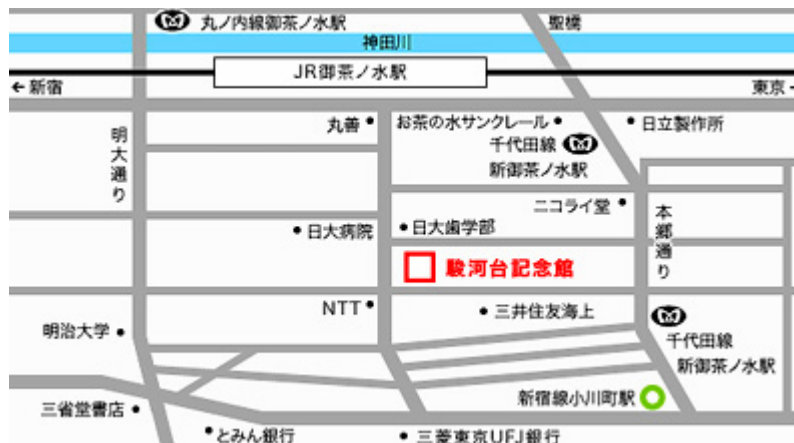 丸ノ内線御茶ノ水駅
聖橋
神田川
JR御茶ノ水駅
←新宿
東京
明大通り
丸善
お茶の水サンクレール
日立製作所
千代田線
新御茶ノ水駅
ニコライ堂
本郷通り
日大病院
日大歯学部
駿河台記念館
NTT
三井住友海上
明治大学
千代田線
新御茶ノ水駅
新宿線小川町駅
三省堂書店
とみん銀行
三菱東京UFJ銀行